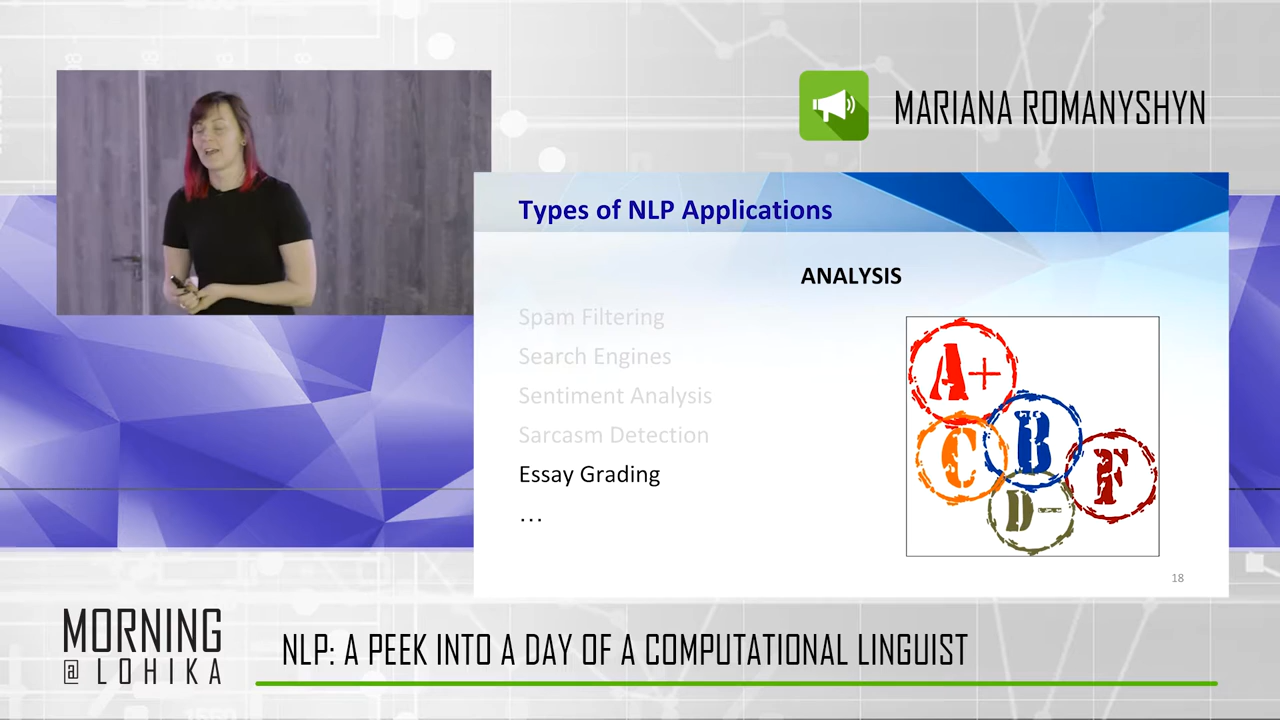 MARIANA ROMANYSHYN
Types of NLP Applications
ANALYSIS
Spam Filtering
Search Engines
Sentiment Analysis
Sarcasm Detection
Essay Grading
...
A+
B
C
D-
F
18
MORNING
@ LOHIKA
NLP: A PEEK INTO A DAY OF A COMPUTATIONAL LINGUIST